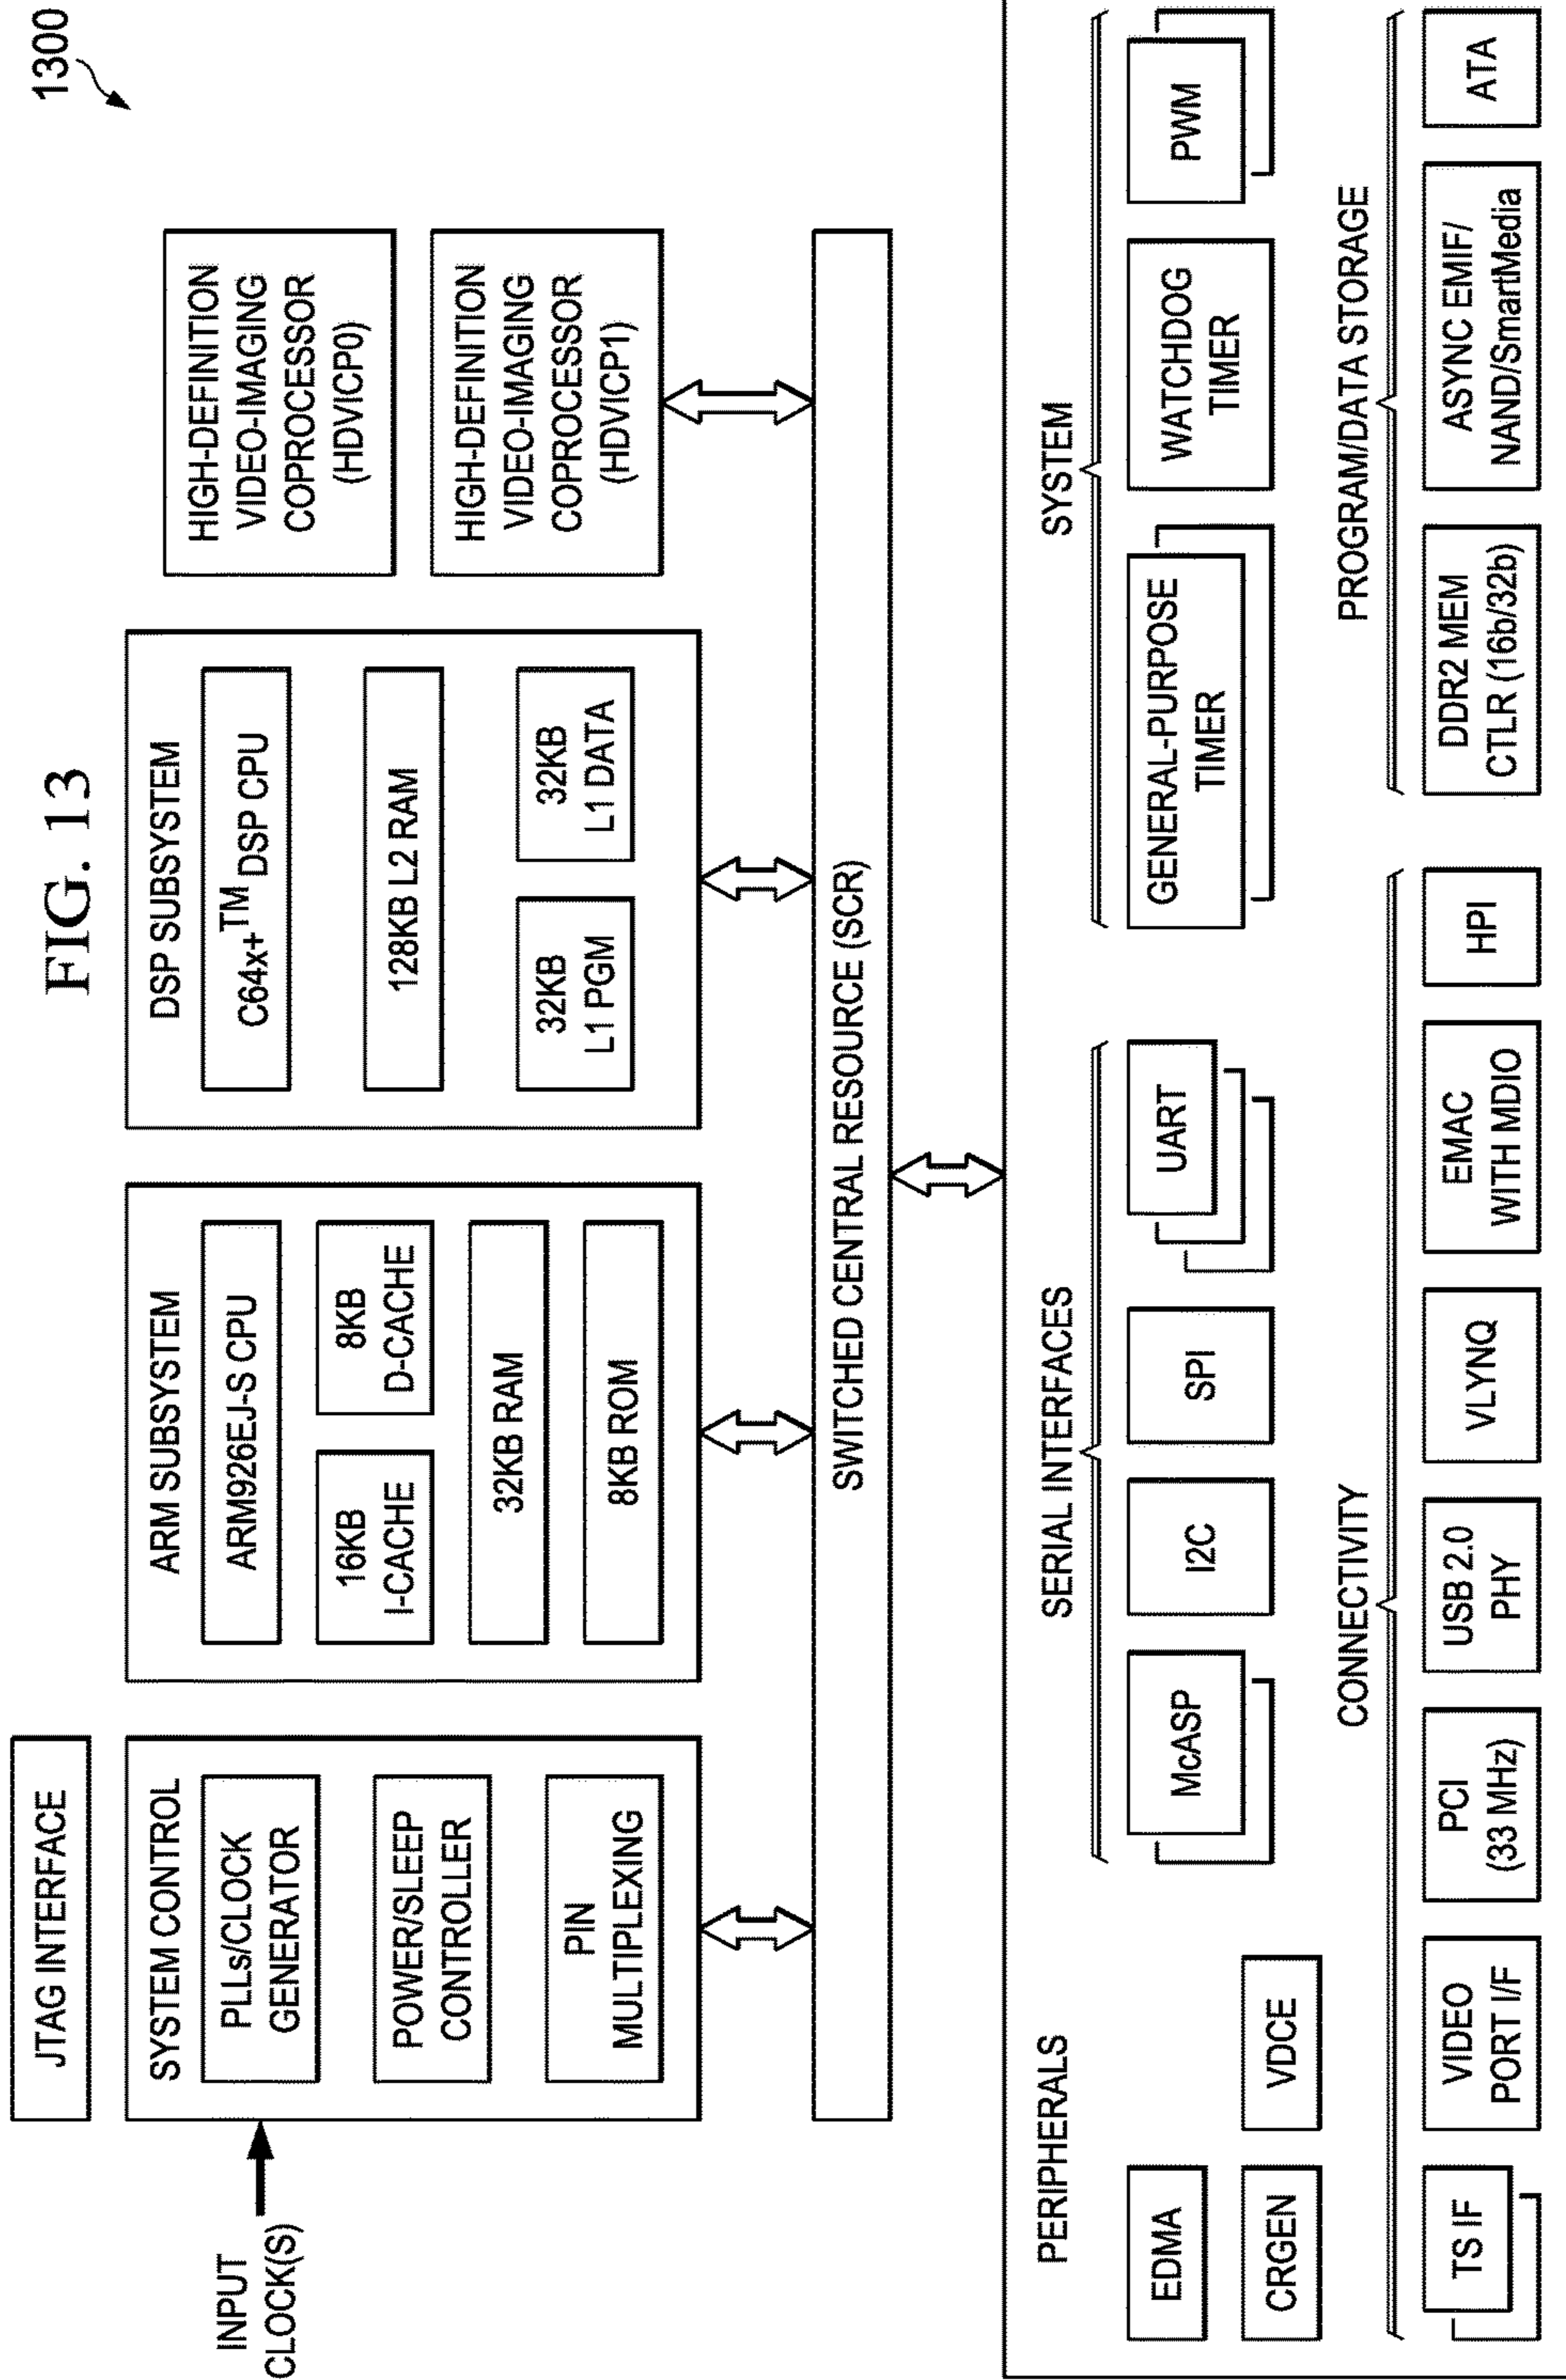 FIG. 13
1300
JTAG INTERFACE
INPUT
CLOCK(S)
SYSTEM CONTROL
PLLs/CLOCK
GENERATOR
POWER/SLEEP
CONTROLLER
PIN
MULTIPLEXING
ARM SUBSYSTEM
ARM926EJ-S CPU
16KB
I-CACHE
8KB
D-CACHE
32KB RAM
8KB ROM
DSP SUBSYSTEM
C64x+TM DSP CPU
128KB L2 RAM
32KB
L1 PGM
32KB
L1 DATA
HIGH-DEFINITION
VIDEO-IMAGING
COPROCESSOR
(HDVICP0)
HIGH-DEFINITION
VIDEO-IMAGING
COPROCESSOR
(HDVICP1)
SWITCHED CENTRAL RESOURCE (SCR)
PERIPHERALS
EDMA
CRGEN
VDCE
SERIAL INTERFACES
McASP
I2C
SPI
UART
SYSTEM
GENERAL-PURPOSE
TIMER
WATCHDOG
TIMER
PWM
CONNECTIVITY
TS IF
VIDEO
PORT I/F
PCI
(33 MHz)
USB 2.0
PHY
VLYNQ
EMAC
WITH MDIO
HPI
PROGRAM/DATA STORAGE
DDR2 MEM
CTLR (16b/32b)
ASYNC EMIF/
NAND/SmartMedia
ATA